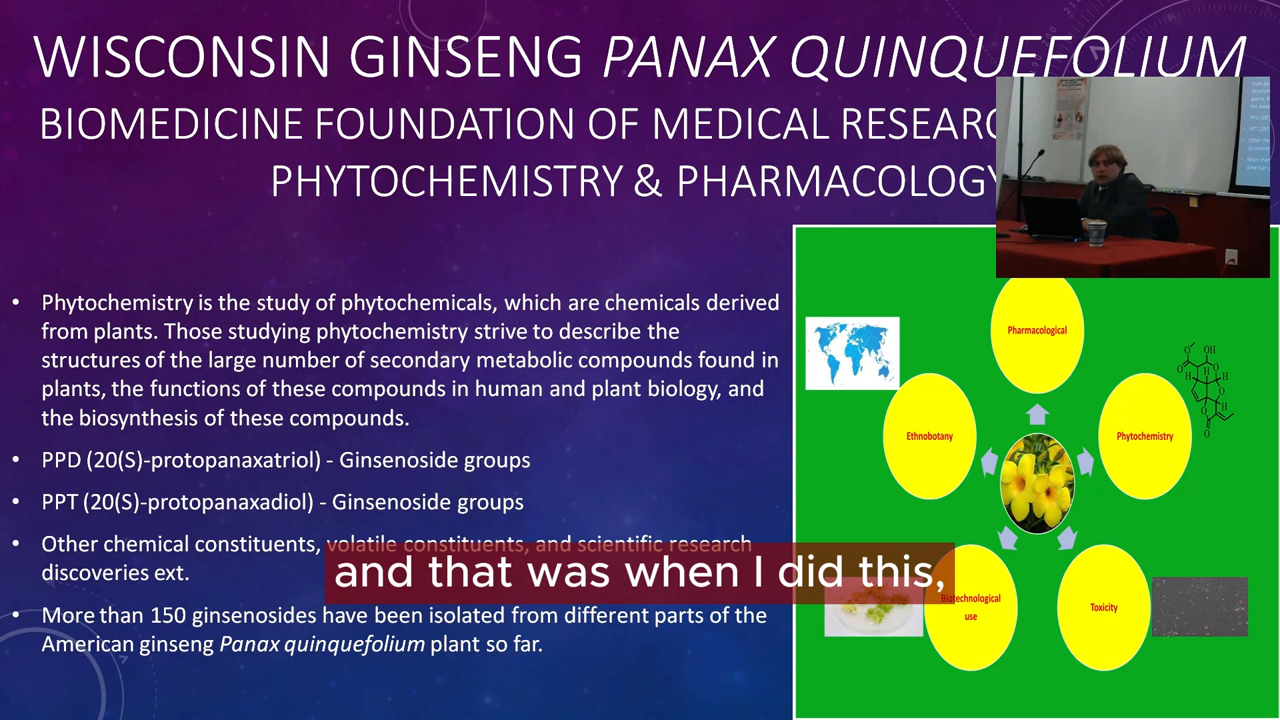 WISCONSIN GINSENG PANAX QUINQUEFOLIUM
BIOMEDICINE FOUNDATION OF MEDICAL
PHYTOCHEMISTRY & PHARMACOLOGY
• Phytochemistry is the study of phytochemicals, which are chemicals derived
from plants. Those studying phytochemistry strive to describe the
structures of the large number of secondary metabolic compounds found in
plants, the functions of these compounds in human and plant biology, and
the biosynthesis of these compounds.
• PPD (20(S)-protopanaxatriol) - Ginsenoside groups
• PPT (20(S)-protopanaxadiol) - Ginsenoside groups
• Other chemical constituents, volatile constituents, and scientific research
discoveries ext.
• More than 150 ginsenosides have been isolated from different parts of the
American ginseng Panax quinquefolium plant so far.
and that was when I did this,
Pharmacological
Ethnobotany
Phytochemistry
Biotechnological
use
Toxicity
O
OH
O
H
H
O
H
O
H
O
O